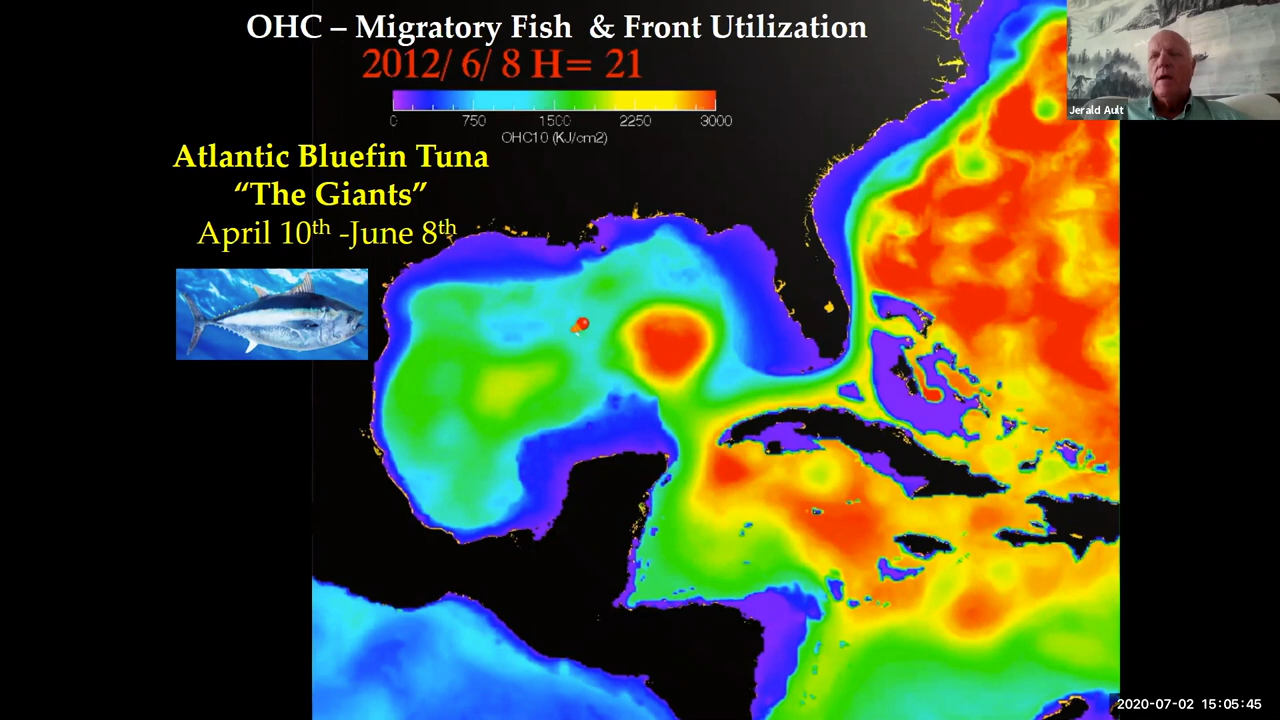 OHC – Migratory Fish & Front Utilization
2012/ 6/ 8 H= 21
0 750 1500 2250 3000
OHC10 (KJ/cm2)
Atlantic Bluefin Tuna
“The Giants”
April 10th -June 8th
Jerald Ault
2020-07-02 15:05:45